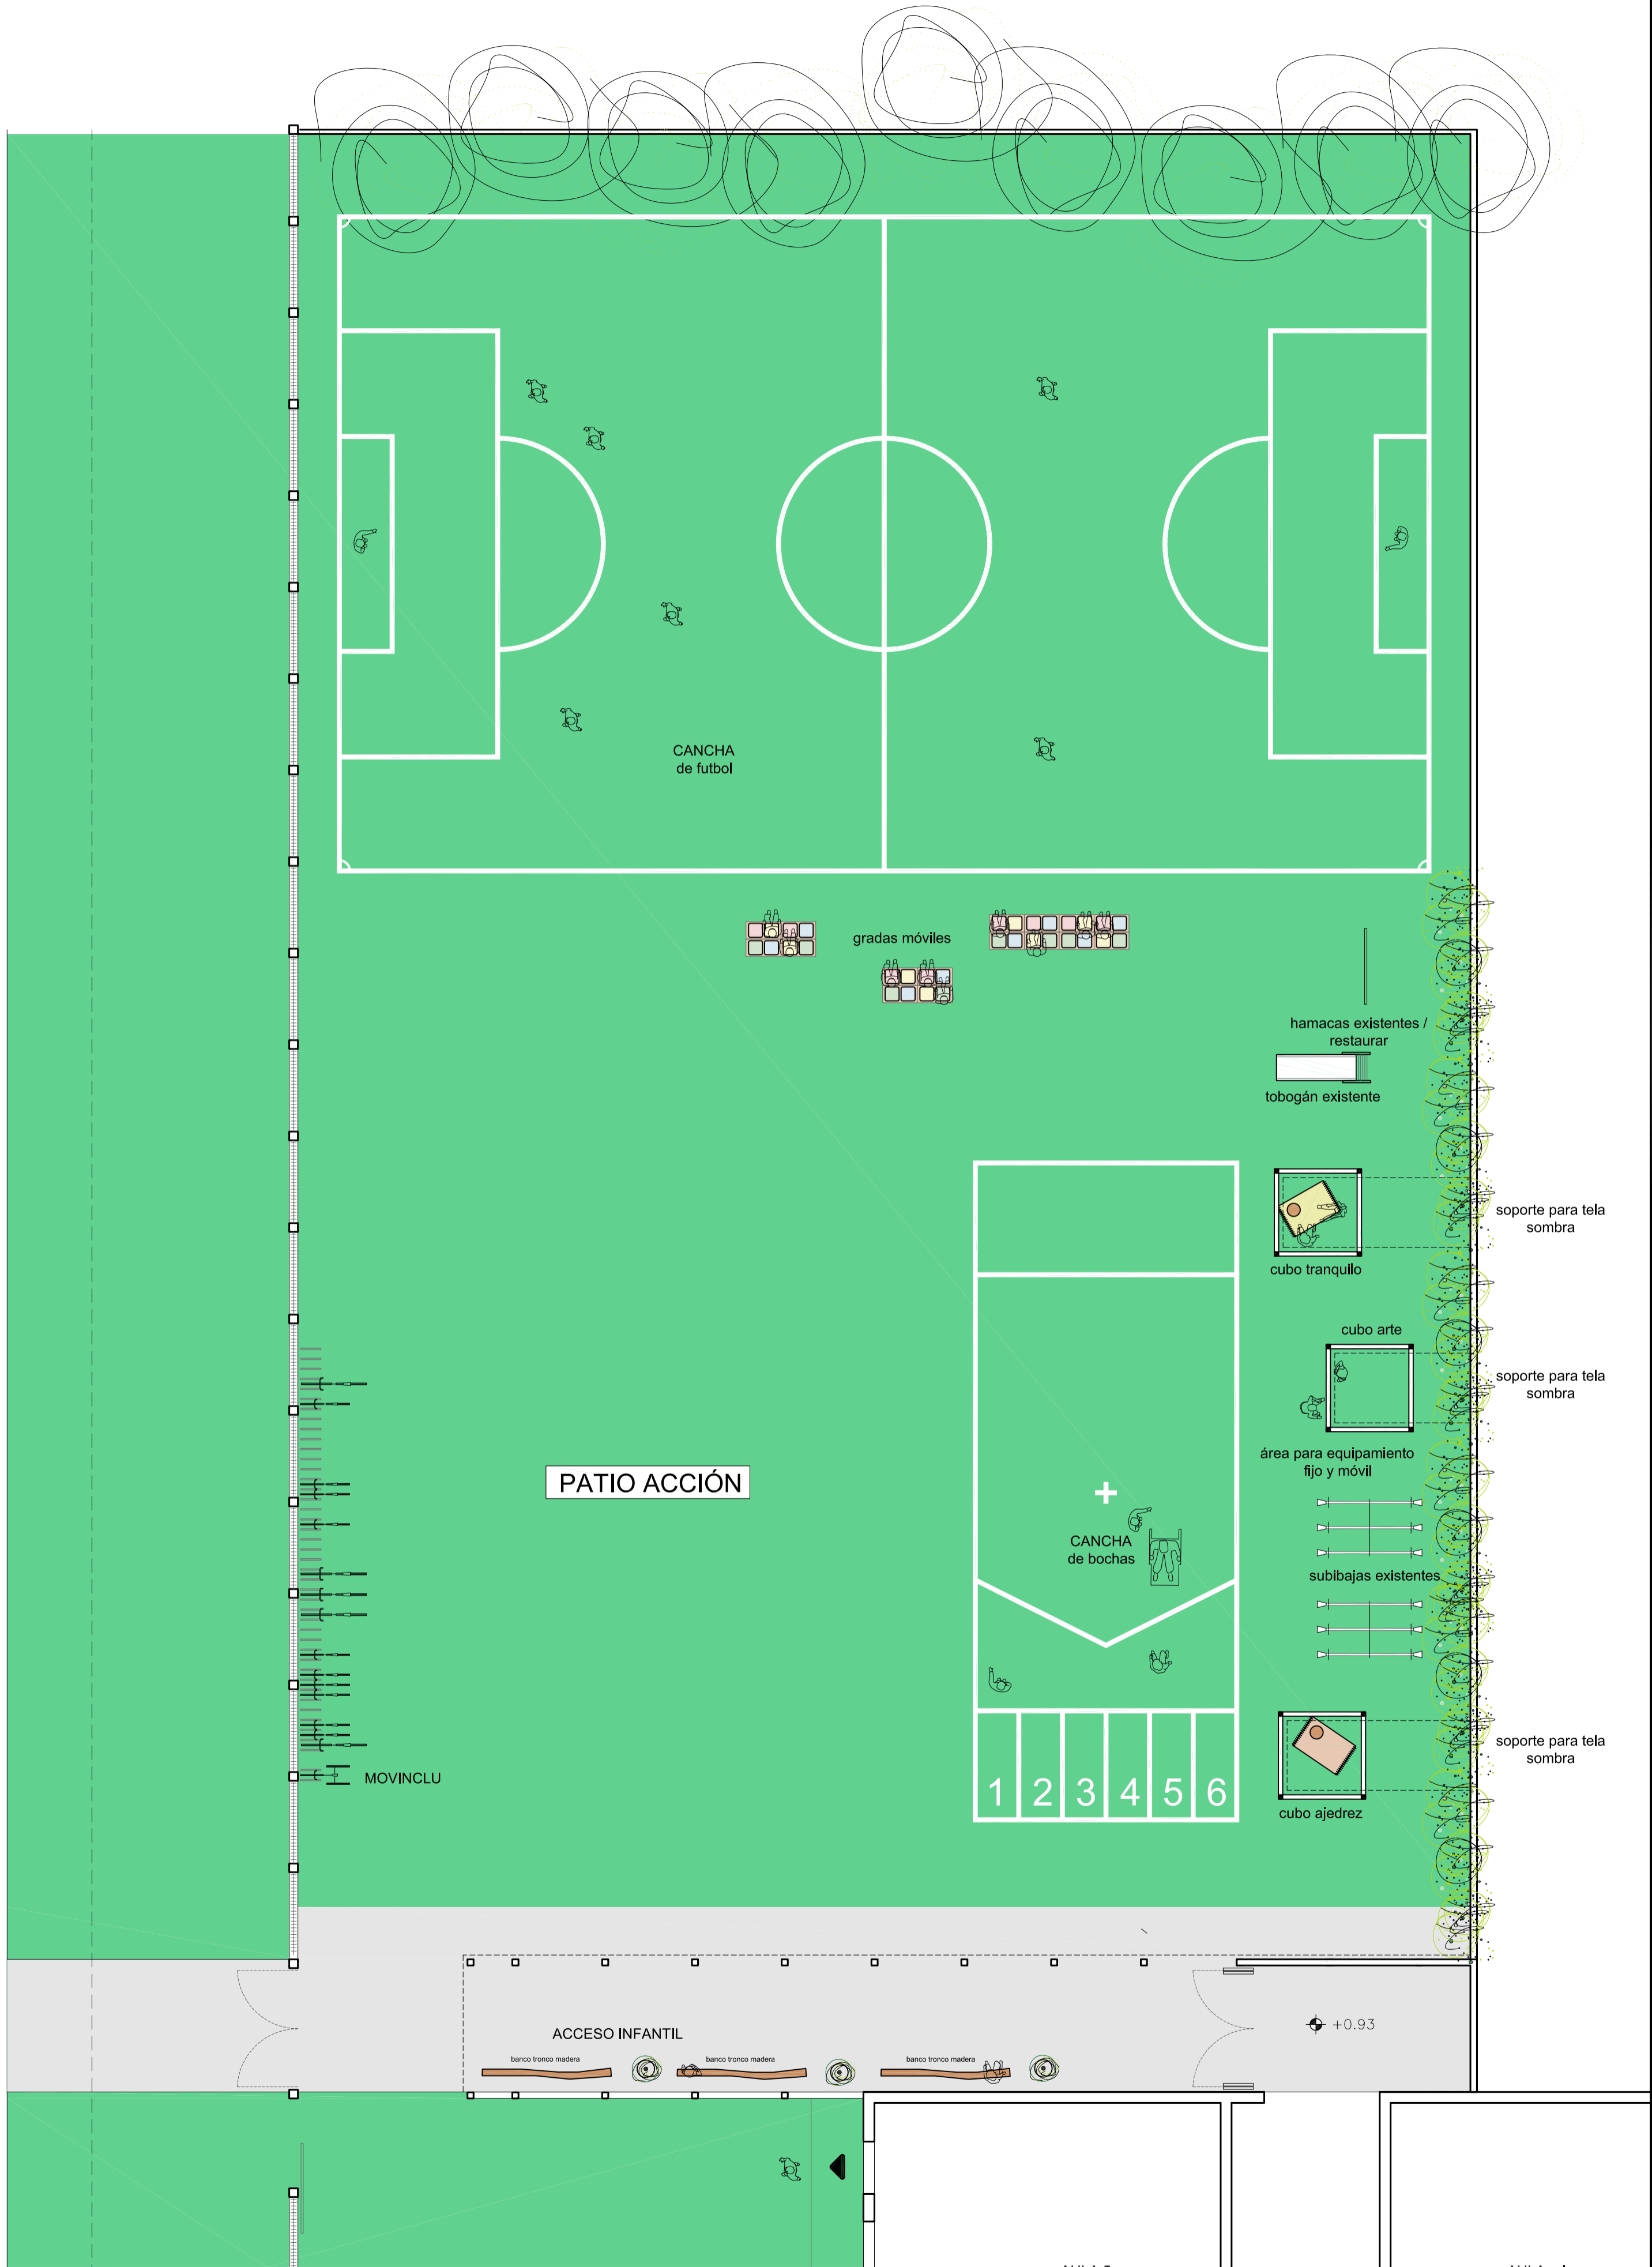 CANCHA
de futbol
gradas móviles
hamacas existentes /
restaurar
tobogán existente
soporte para tela
sombra
cubo tranquilo
cubo arte
soporte para tela
sombra
área para equipamiento
fijo y móvil
PATIO ACCIÓN
CANCHA
de bochas
subibajas existentes
soporte para tela
sombra
MOVINCLU
1 2 3 4 5 6
cubo ajedrez
+0.93
ACCESO INFANTIL
banco tronco madera
banco tronco madera
banco tronco madera